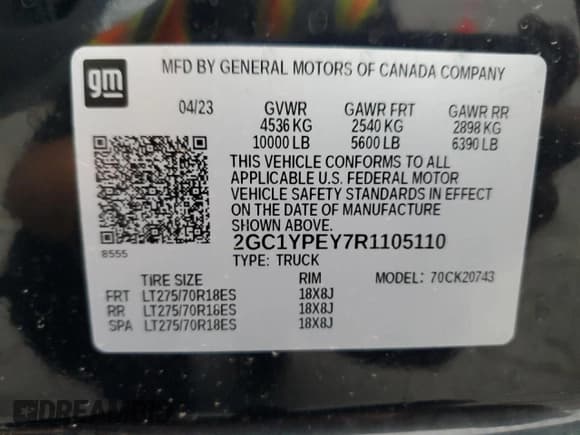 gm
MFD BY GENERAL MOTORS OF CANADA COMPANY
04/23 GVWR GAWR FRT GAWR RR
4536 KG 2540 KG 2898 KG
10000 LB 5600 LB 6390 LB
THIS VEHICLE CONFORMS TO ALL
APPLICABLE U.S. FEDERAL MOTOR
VEHICLE SAFETY STANDARDS IN EFFECT
ON THE DATE OF MANUFACTURE
SHOWN ABOVE.
8555
2GC1YPEY7R1105110
TYPE: TRUCK
TIRE SIZE RIM MODEL: 70CK20743
FRT LT275/70R18ES 18X8J
RR LT275/70R18ES 18X8J
SPA LT275/70R18ES 18X8J